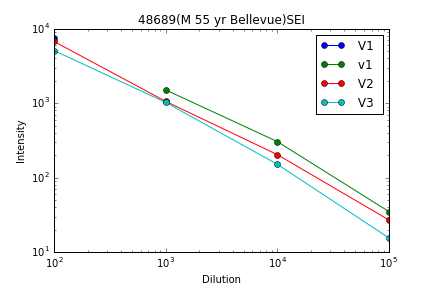 48689(M 55 yr Bellevue)SEI
10^4
10^3
10^2
10^1
Intensity
10^2
10^3
10^4
10^5
Dilution
V1
v1
V2
V3